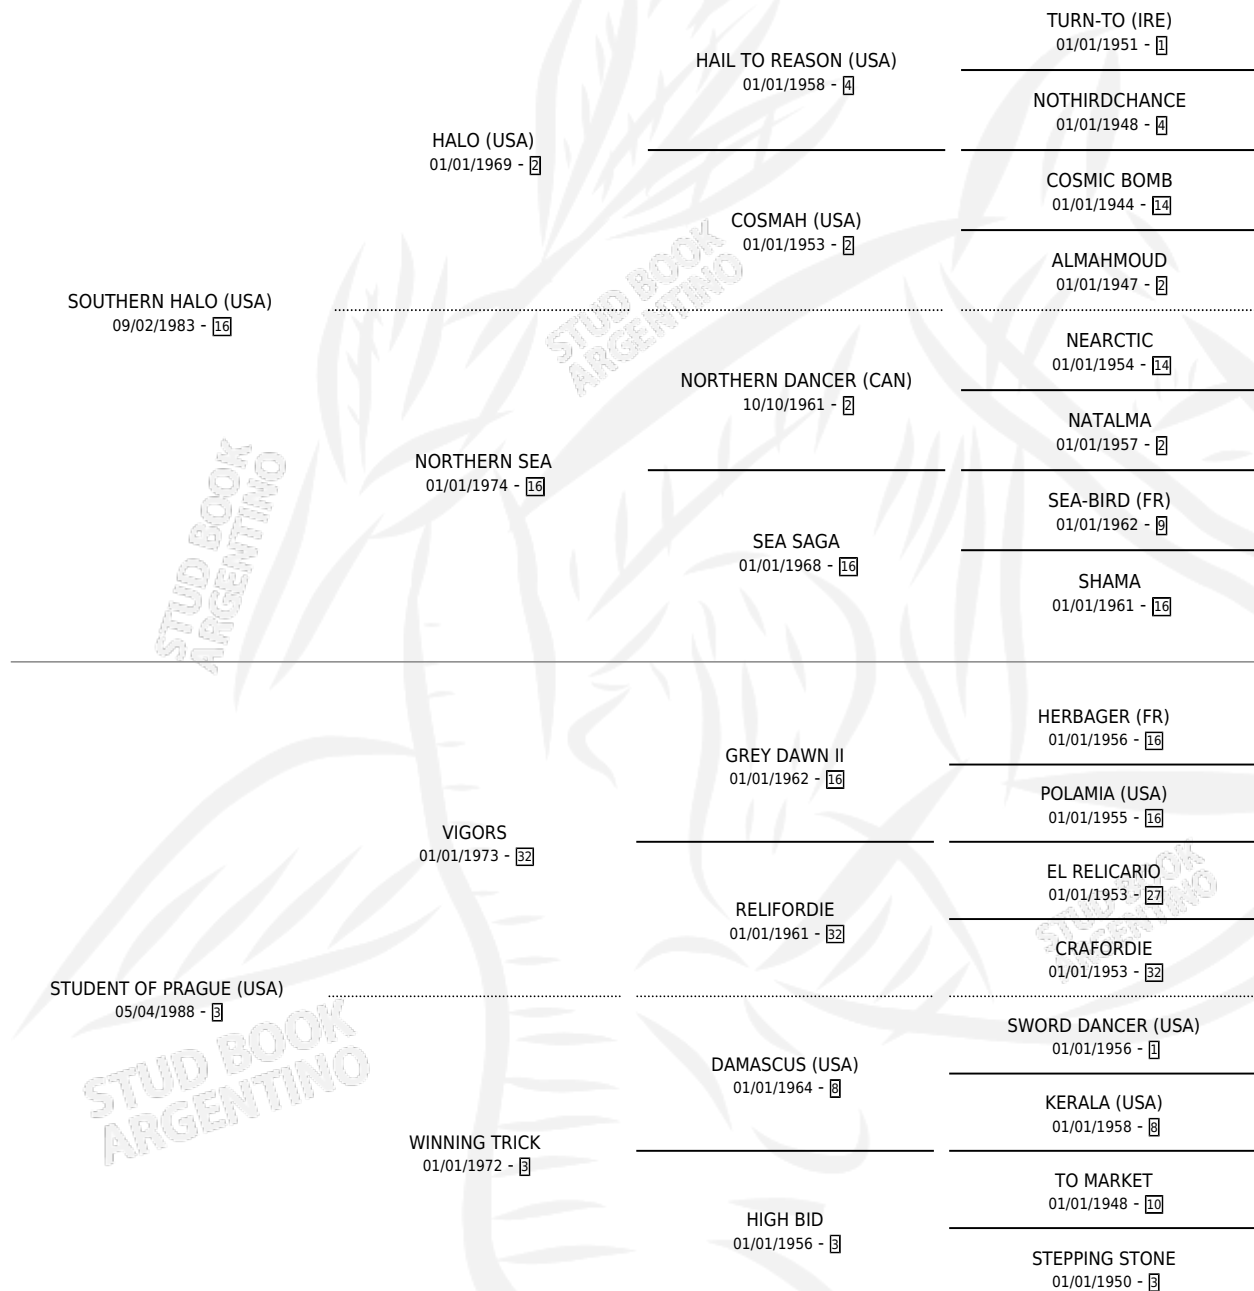 SOUTHERN HALO (USA)
09/02/1983 - 16
HALO (USA)
01/01/1969 - 2
NORTHERN SEA
01/01/1974 - 16
HAIL TO REASON (USA)
01/01/1958 - 4
COSMAH (USA)
01/01/1953 - 2
NORTHERN DANCER (CAN)
10/10/1961 - 2
SEA SAGA
01/01/1968 - 16
TURN-TO (IRE)
01/01/1951 - 1
NOTHIRDCHANCE
01/01/1948 - 4
COSMIC BOMB
01/01/1944 - 14
ALMAHMOUD
01/01/1947 - 2
NEARCTIC
01/01/1954 - 14
NATALMA
01/01/1957 - 2
SEA-BIRD (FR)
01/01/1962 - 9
SHAMA
01/01/1961 - 16
STUDENT OF PRAGUE (USA)
05/04/1988 - 3
VIGORS
01/01/1973 - 32
WINNING TRICK
01/01/1972 - 3
GREY DAWN II
01/01/1962 - 16
RELIFORDIE
01/01/1961 - 32
DAMASCUS (USA)
01/01/1964 - 8
HIGH BID
01/01/1956 - 3
HERBAGER (FR)
01/01/1956 - 16
POLAMIA (USA)
01/01/1955 - 16
EL RELICARIO
01/01/1953 - 27
CRAFORDIE
01/01/1953 - 32
SWORD DANCER (USA)
01/01/1956 - 1
KERALA (USA)
01/01/1958 - 8
TO MARKET
01/01/1948 - 10
STEPPING STONE
01/01/1950 - 3
STUD BOOK
ARGENTINO
STUD BOOK
ARGENTINO
STUD BOOK
ARGENTINO
STUD BOOK
ARGENTINO